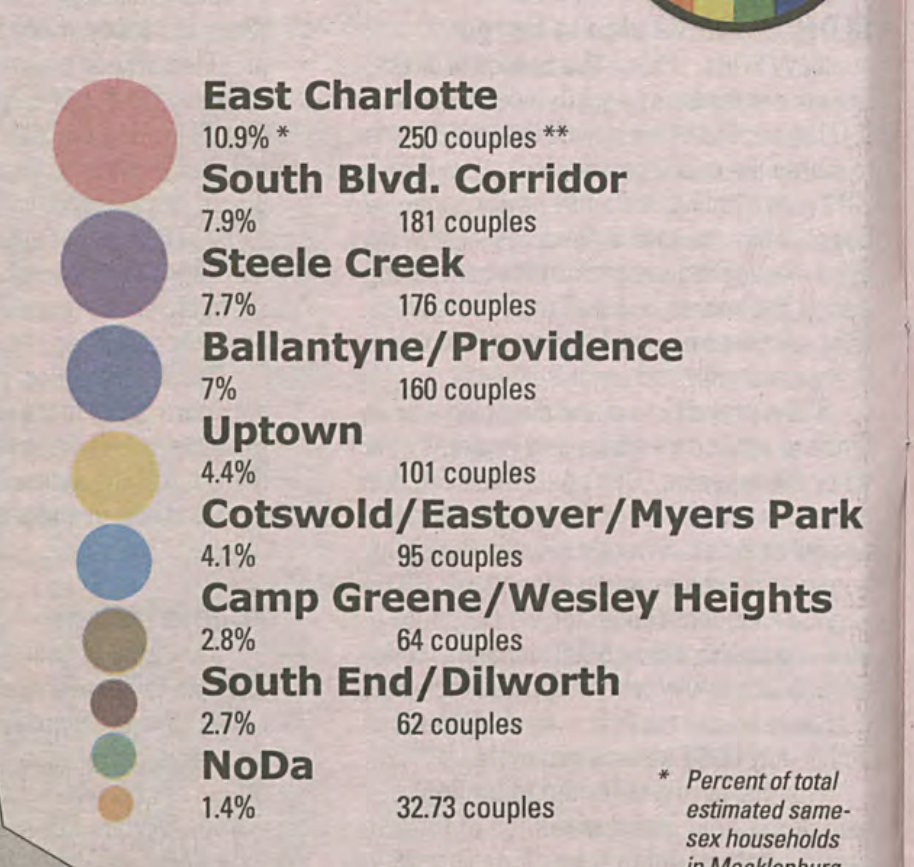 East Charlotte
10.9% * 250 couples **
South Blvd. Corridor
7.9% 181 couples
Steele Creek
7.7% 176 couples
Ballantyne/Providence
7% 160 couples
Uptown
4.4% 101 couples
Cotswold/Eastover/Myers Park
4.1% 95 couples
Camp Greene/Wesley Heights
2.8% 64 couples
South End/Dilworth
2.7% 62 couples
NoDa
1.4% 32.73 couples
* Percent of total
estimated same-
sex households
in Mecklenburg